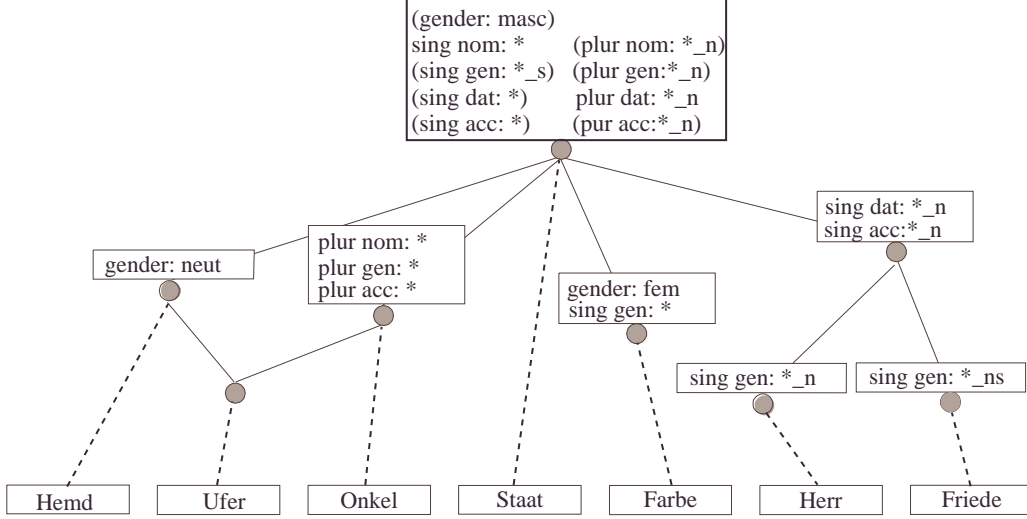 (gender: masc)
sing nom: * (plur nom: *_n)
(sing gen: *_s) (plur gen:*_n)
(sing dat: *) plur dat: *_n
(sing acc: *) (pur acc:*_n)
sing dat: *_n
sing acc:*_n
plur nom: *
plur gen: *
plur acc: *
gender: neut
gender: fem
sing gen: *
sing gen: *_n
sing gen: *_ns
Hemd Ufer Onkel Staat Farbe Herr Friede